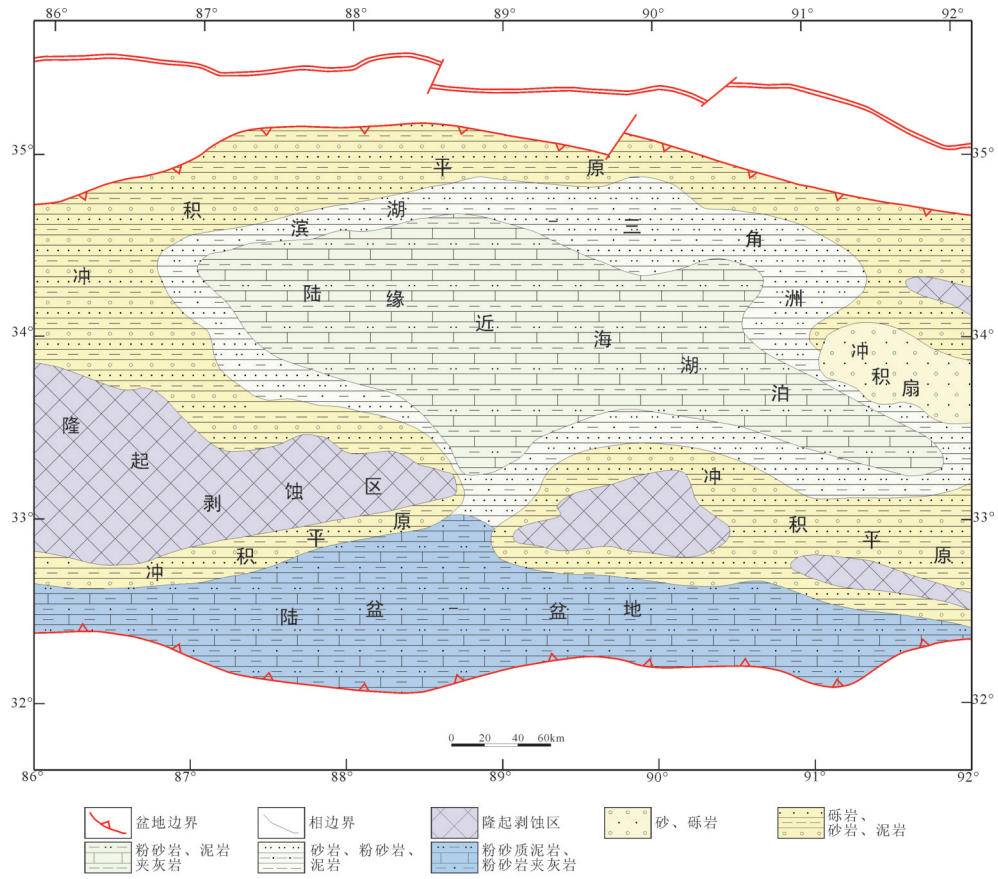 86° 87° 88° 89° 90° 91° 92°
35° 35°
平 原
积
湖
滨 - 三 角
冲
陆 缘 洲
近 海 湖 泊
34° 34°
冲 积 扇
隆 起 剥 蚀 区
冲 积 平 原
33° 33°
冲 积 平 原
陆 盆 - 盆 地
32° 32°
0 20 40 60km
86° 87° 88° 89° 90° 91° 92°
盆地边界
相边界
隆起剥蚀区
砂、砾岩
砾岩、
砂岩、泥岩
粉砂岩、泥岩
夹灰岩
砂岩、粉砂岩、
泥岩
粉砂质泥岩、
粉砂岩夹灰岩